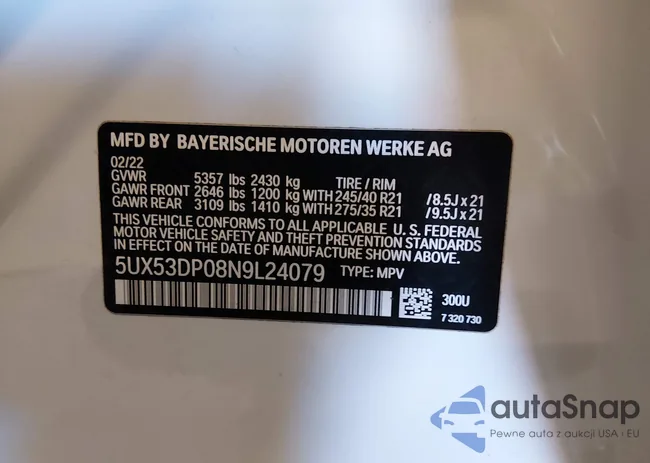 MFD BY BAYERISCHE MOTOREN WERKE AG
02/22
GVWR 5357 lbs 2430 kg TIRE / RIM
GAWR FRONT 2646 lbs 1200 kg WITH 245/40 R21 /8.5J x 21
GAWR REAR 3109 lbs 1410 kg WITH 275/35 R21 /9.5J x 21
THIS VEHICLE CONFORMS TO ALL APPLICABLE U. S. FEDERAL
MOTOR VEHICLE SAFETY AND THEFT PREVENTION STANDARDS
IN EFFECT ON THE DATE OF MANUFACTURE SHOWN ABOVE.
5UX53DP08N9L24079 TYPE: MPV
300U
7 320 730
autaSnap
Pewne auta z aukcji USA i EU